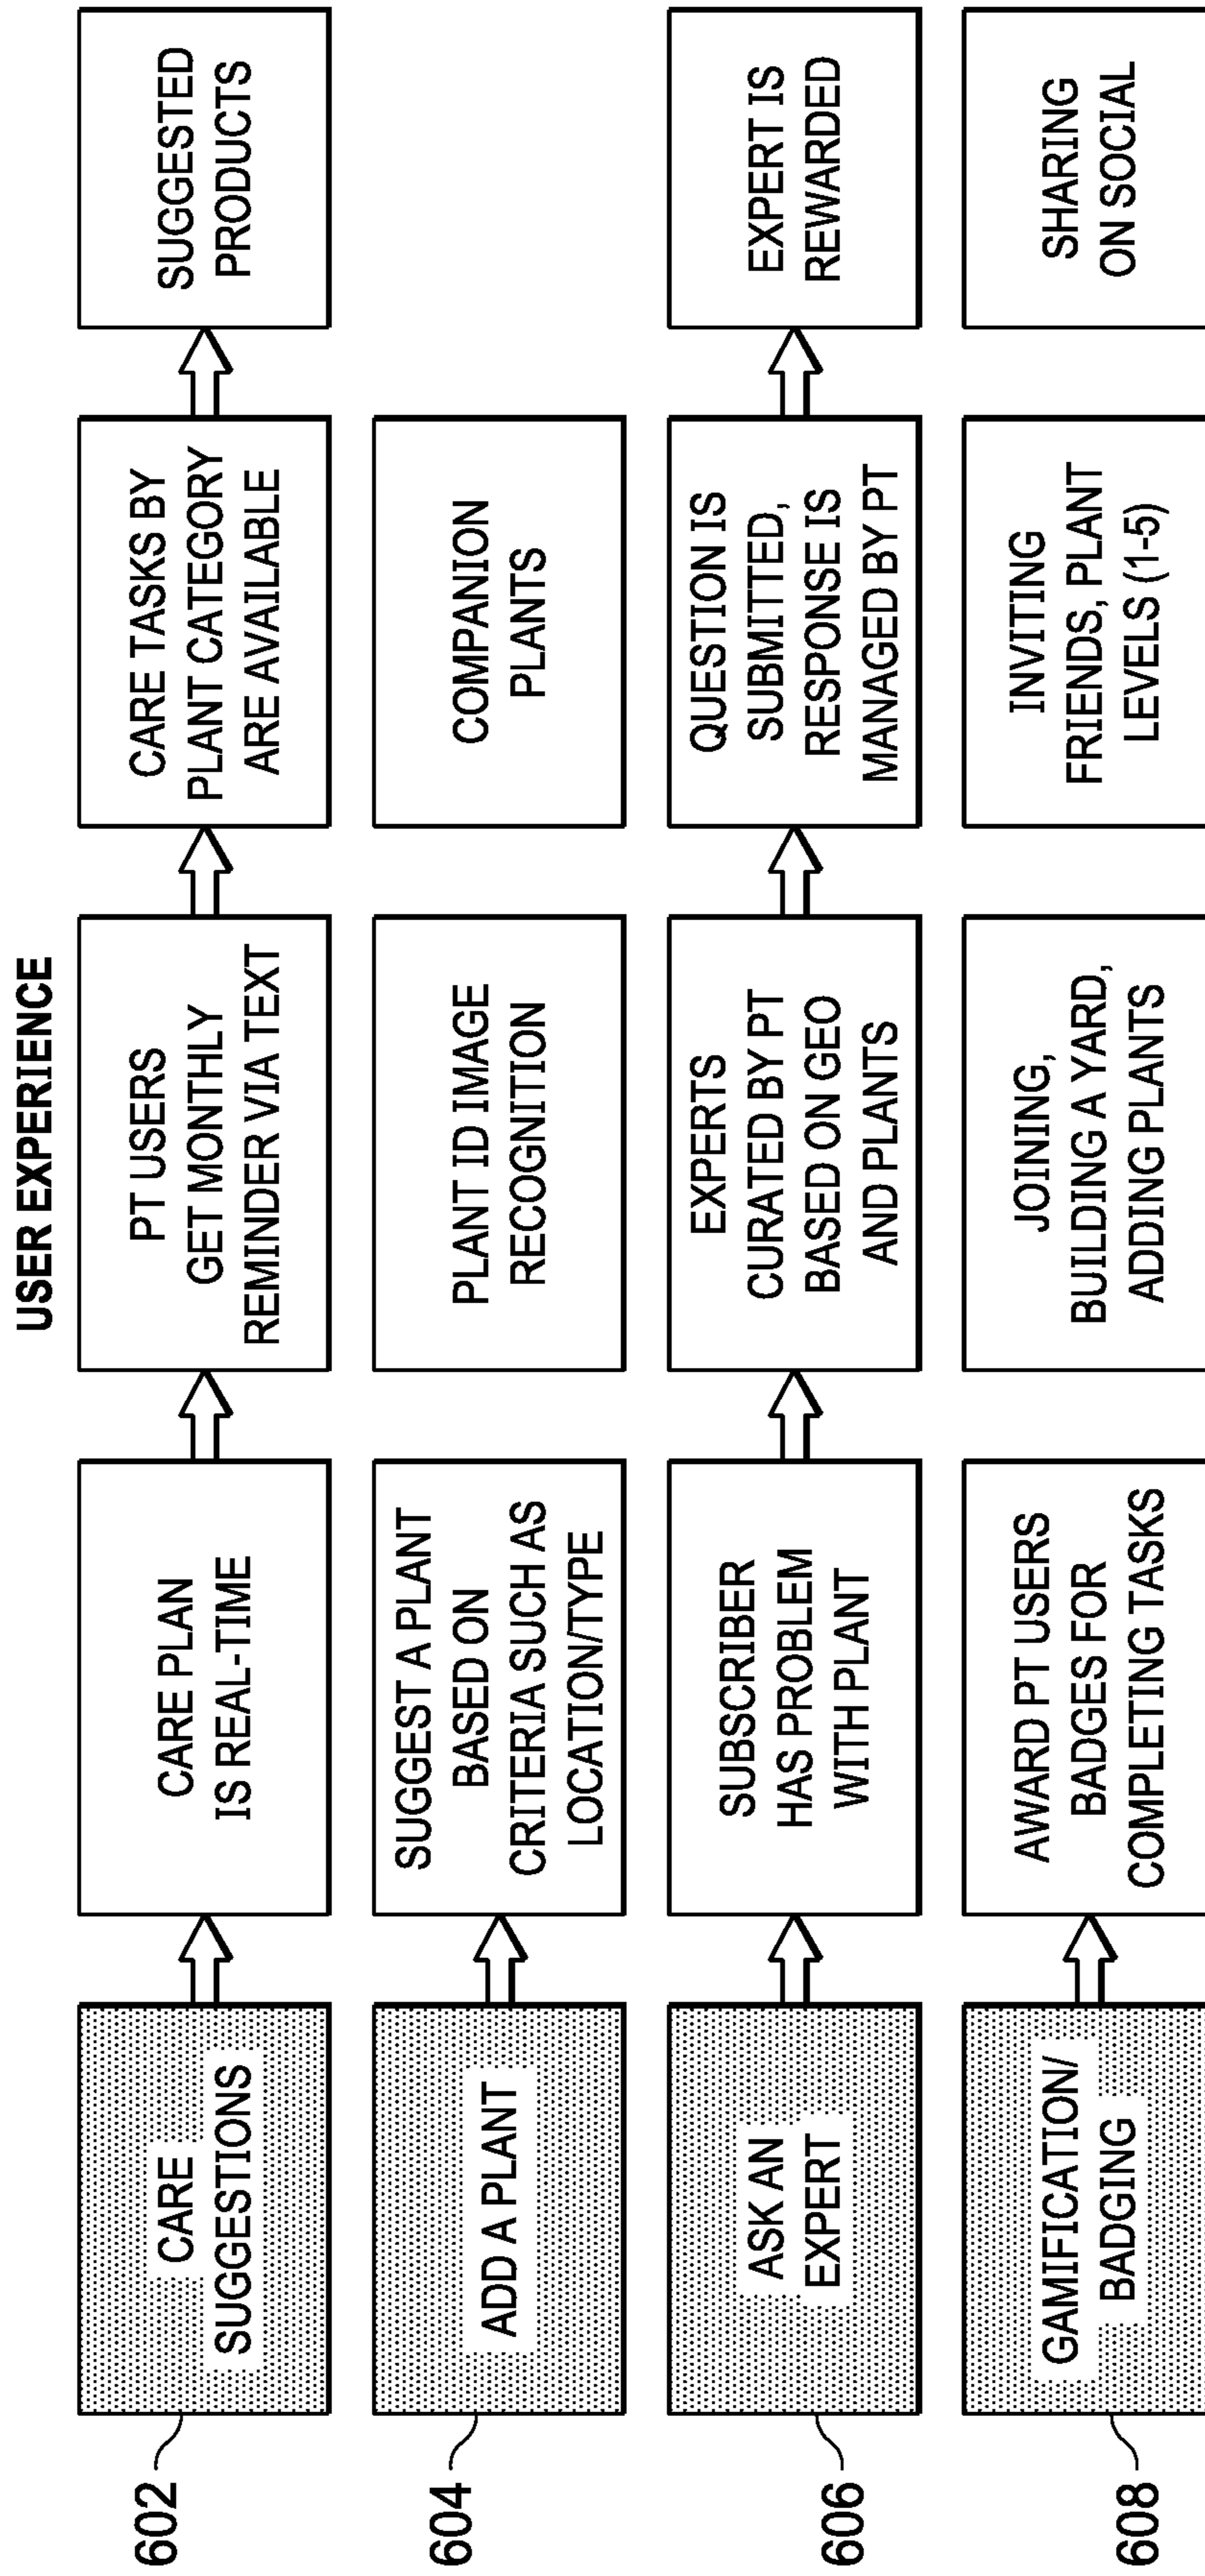 USER EXPERIENCE
602
CARE
SUGGESTIONS
CARE PLAN
IS REAL-TIME
PT USERS
GET MONTHLY
REMINDER VIA TEXT
CARE TASKS BY
PLANT CATEGORY
ARE AVAILABLE
SUGGESTED
PRODUCTS
604
ADD A PLANT
SUGGEST A PLANT
BASED ON
CRITERIA SUCH AS
LOCATION/TYPE
PLANT ID IMAGE
RECOGNITION
COMPANION
PLANTS
606
ASK AN
EXPERT
SUBSCRIBER
HAS PROBLEM
WITH PLANT
EXPERTS
CURATED BY PT
BASED ON GEO
AND PLANTS
QUESTION IS
SUBMITTED,
RESPONSE IS
MANAGED BY PT
EXPERT IS
REWARDED
608
GAMIFICATION/
BADGING
AWARD PT USERS
BADGES FOR
COMPLETING TASKS
JOINING,
BUILDING A YARD,
ADDING PLANTS
INVITING
FRIENDS, PLANT
LEVELS (1-5)
SHARING
ON SOCIAL